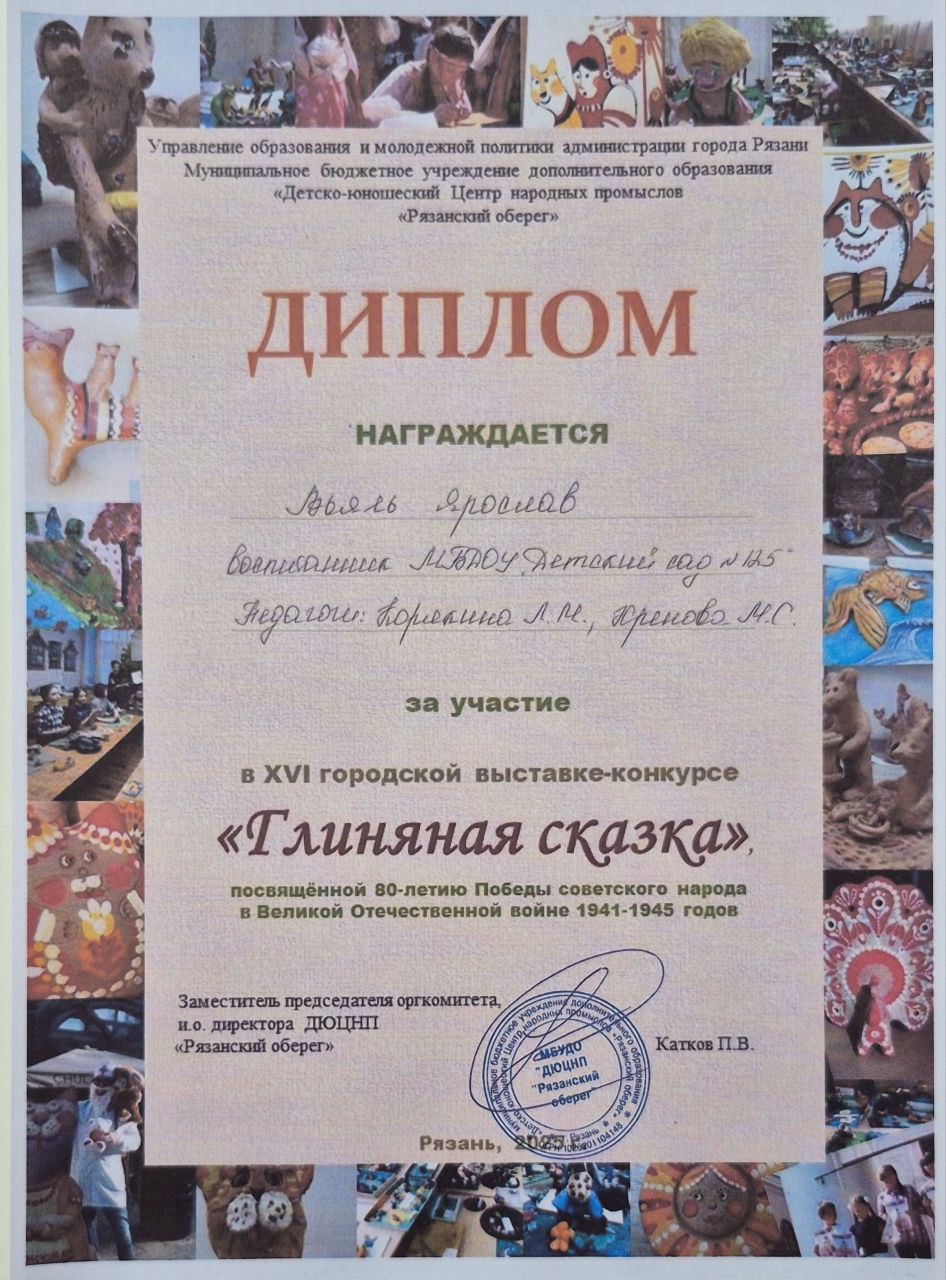 Управление образования и молодежной политики администрации города Рязани
Муниципальное бюджетное учреждение дополнительного образования
«Детско-юношеский Центр народных промыслов
«Рязанский оберег»
ДИПЛОМ
НАГРАЖДАЕТСЯ
Вьяль Ярослав
воспитанник МБДОУ "Детский сад №125"
Педагоги: Корякина Л.Н., М.С.
за участие
в XVI городской выставке-конкурсе
«Глиняная сказка»,
посвящённой 80-летию Победы советского народа
в Великой Отечественной войне 1941-1945 годов
Заместитель председателя оргкомитета,
и.о. директора ДЮЦНП
«Рязанский оберег»
Катков П.В.
МБУДО
"ДЮЦНП
"Рязанский
оберег"
Рязань, 2025 г.